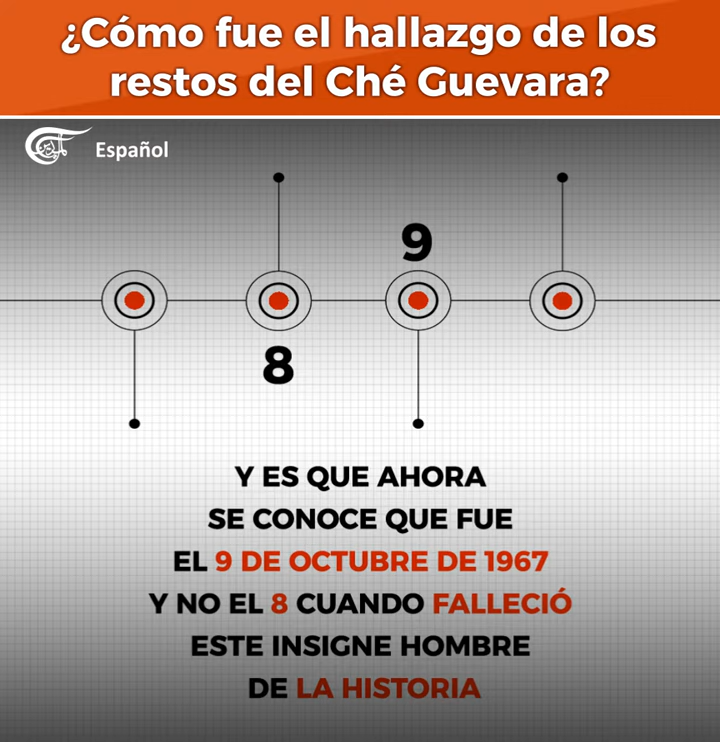 ¿Cómo fue el hallazgo de los
restos del Ché Guevara?
Español
9
8
Y ES QUE AHORA
SE CONOCE QUE FUE
EL 9 DE OCTUBRE DE 1967
Y NO EL 8 CUANDO FALLECIÓ
ESTE INSIGNE HOMBRE
DE LA HISTORIA